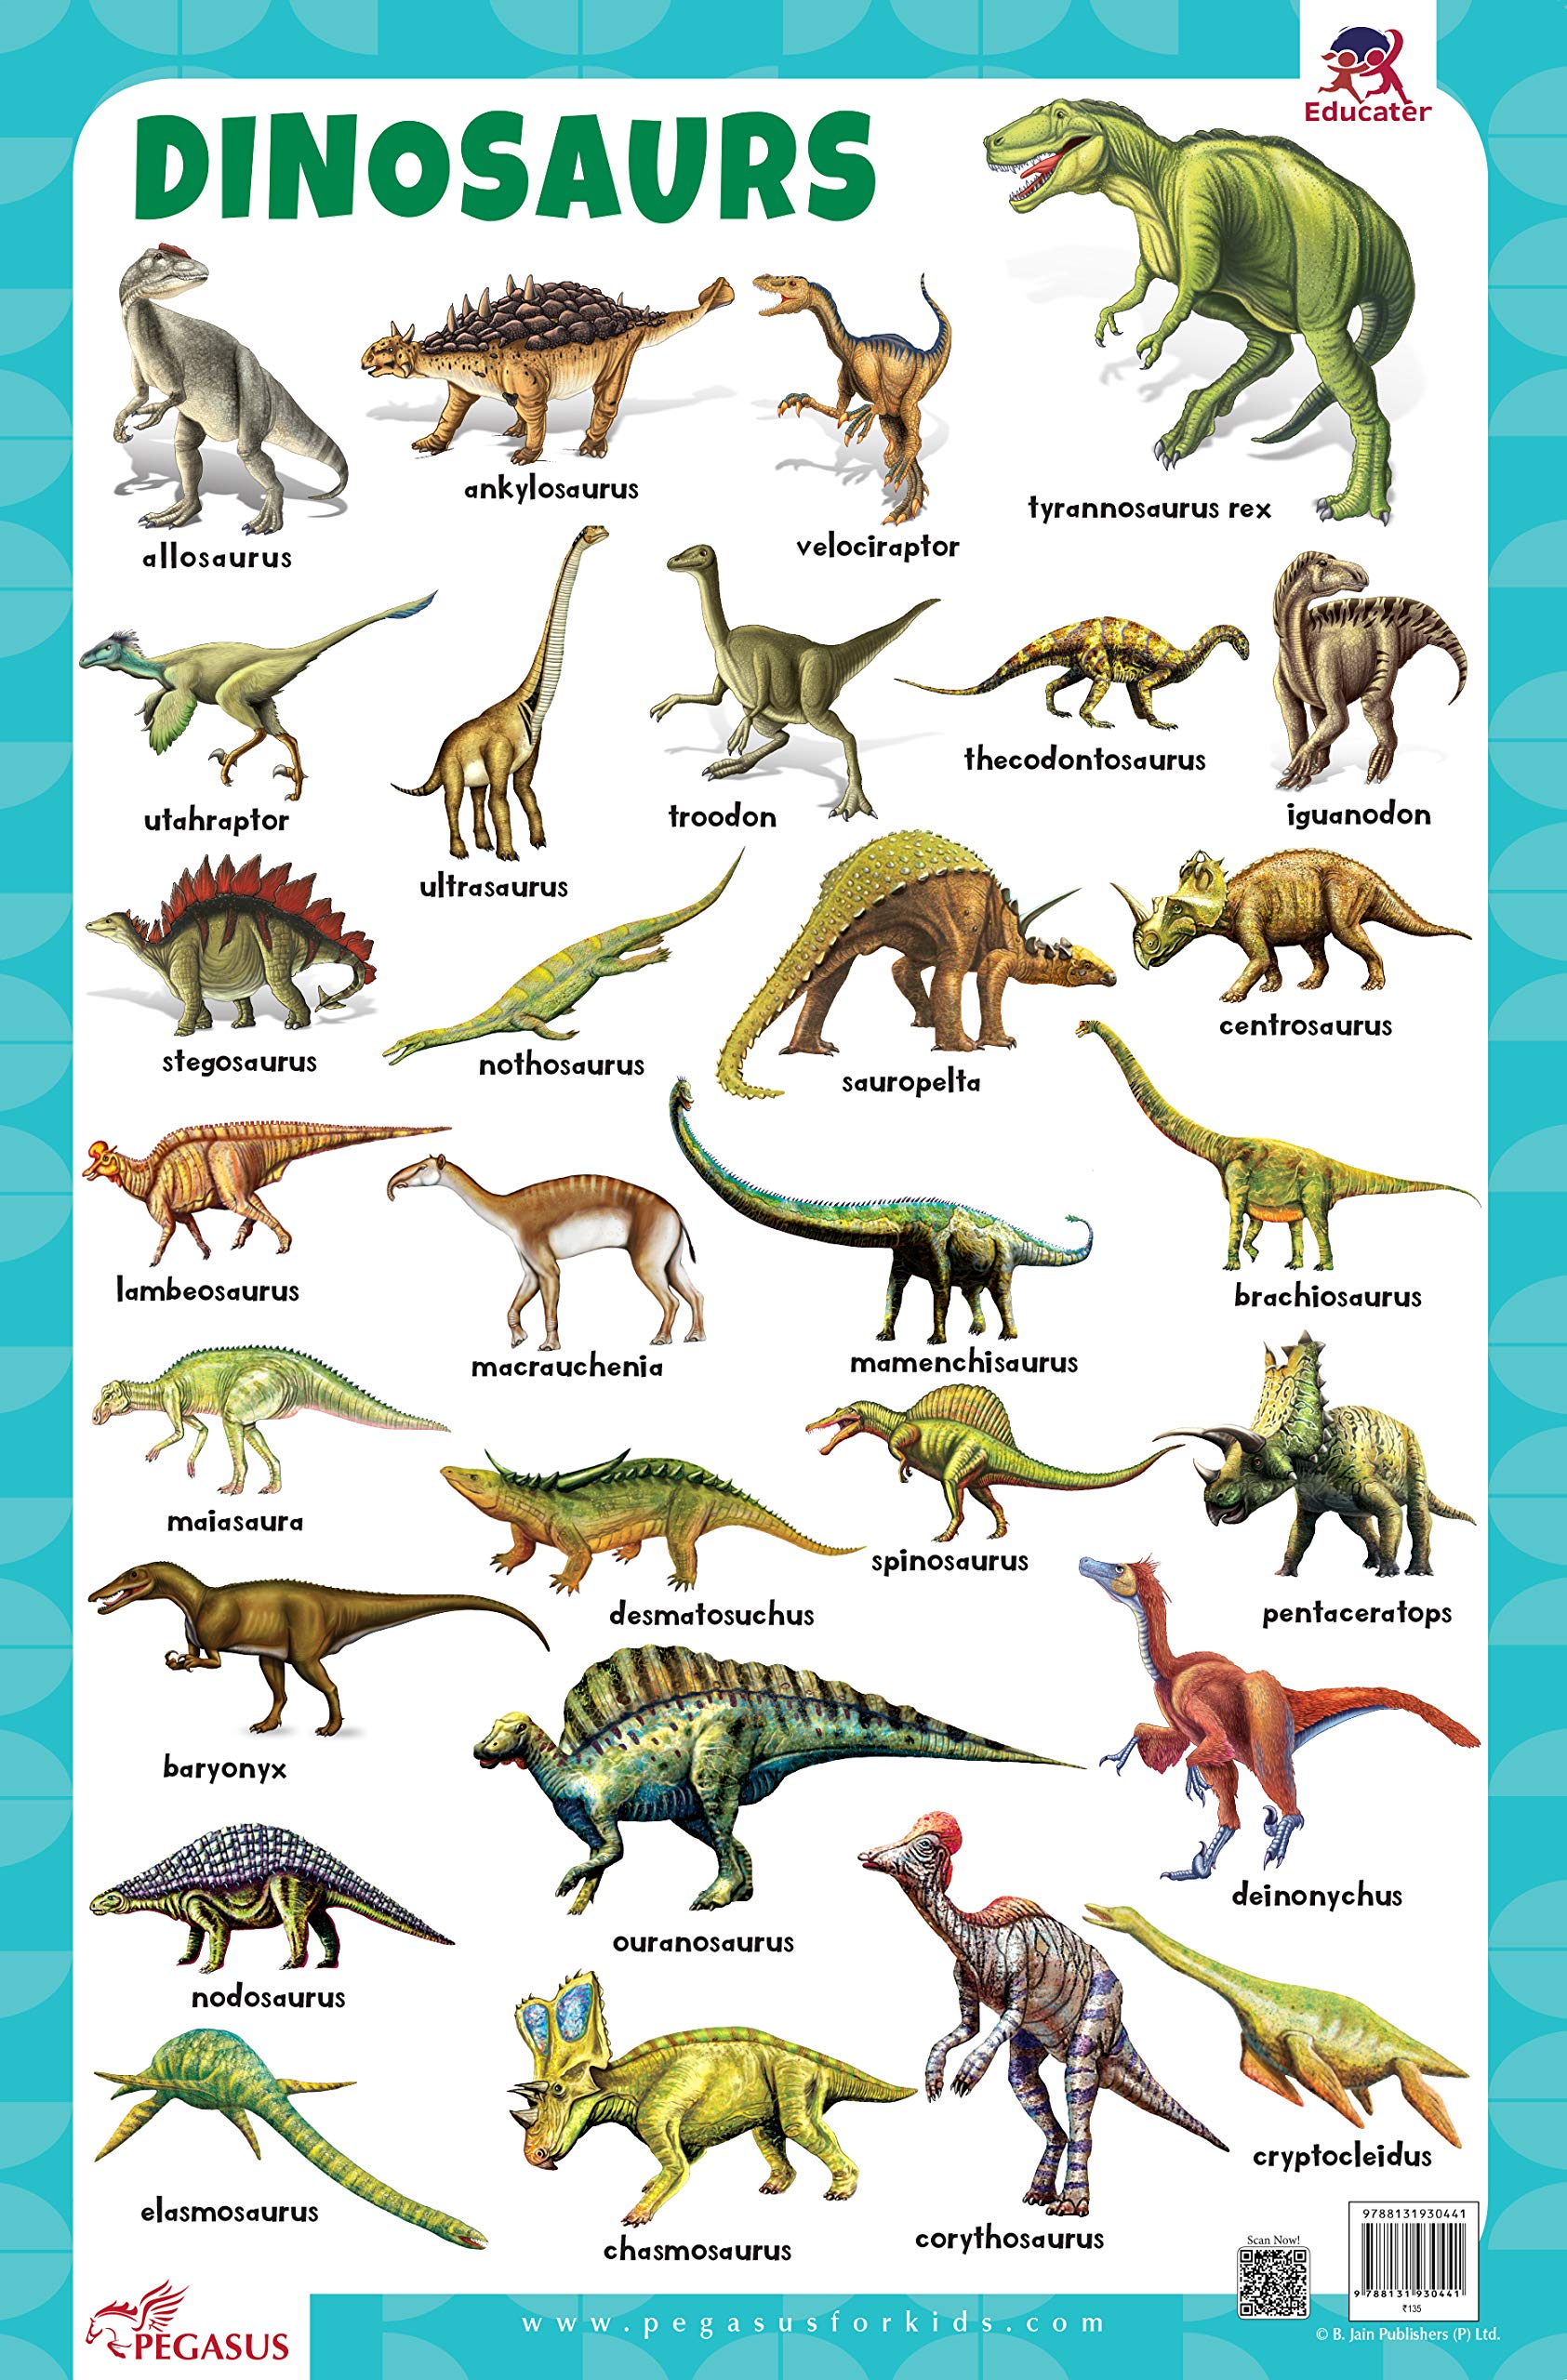 Educater
DINOSAURS
allosaurus
ankylosaurus
velociraptor
tyrannosaurus rex
utahraptor
ultrasaurus
troodon
thecodontosaurus
iguanodon
stegosaurus
nothosaurus
sauropelta
centrosaurus
lambeosaurus
macrauchenia
mamenchisaurus
brachiosaurus
maiasaura
desmatosuchus
spinosaurus
pentaceratops
baryonyx
ouranosaurus
deinonychus
nodosaurus
elasmosaurus
chasmosaurus
corythosaurus
cryptocleidus
Scan Now!
9788131930441
9 788131 930441
₹135
PEGASUS
www.pegasusforkids.com
© B. Jain Publishers (P) Ltd.